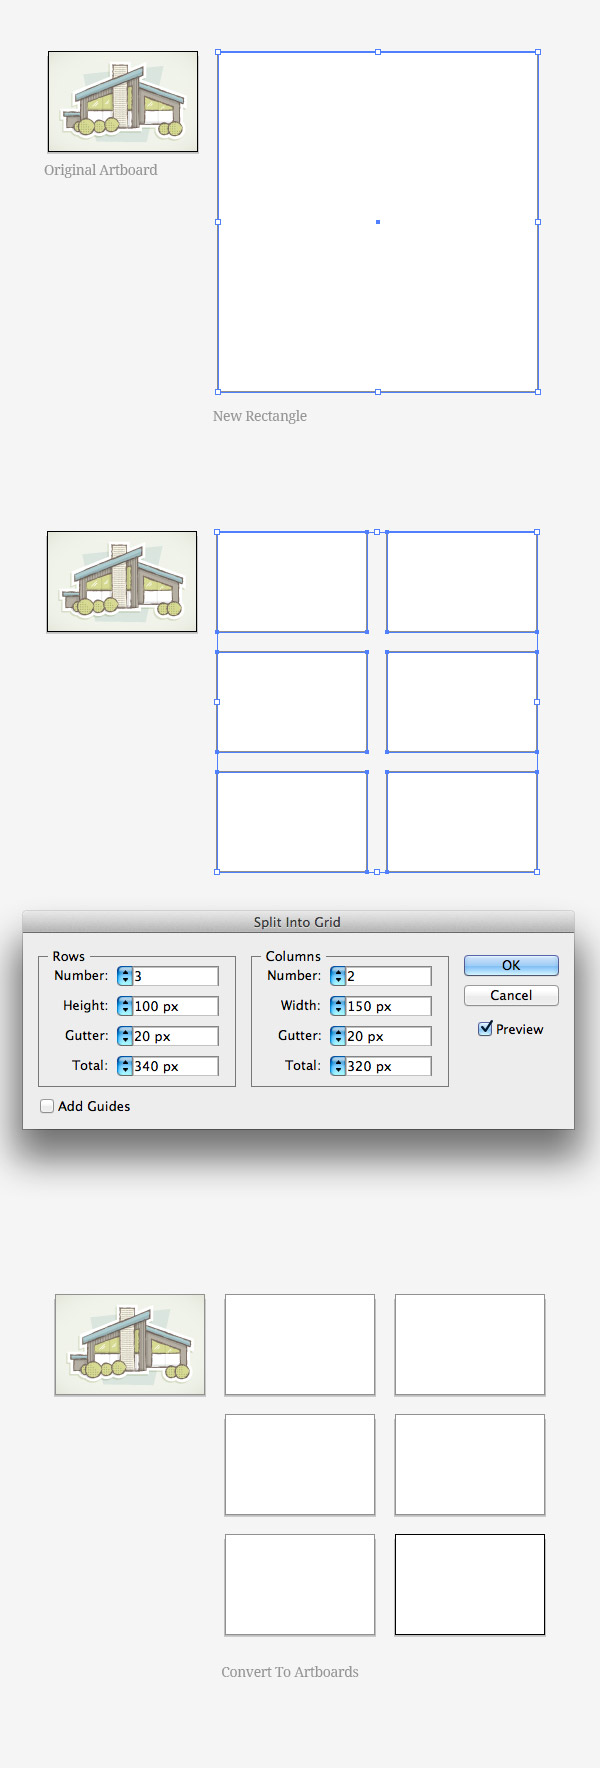 Original Artboard
New Rectangle
Split Into Grid
Rows
Number: 3
Height: 100 px
Gutter: 20 px
Total: 340 px
Columns
Number: 2
Width: 150 px
Gutter: 20 px
Total: 320 px
OK
Cancel
Preview
Add Guides
Convert To Artboards